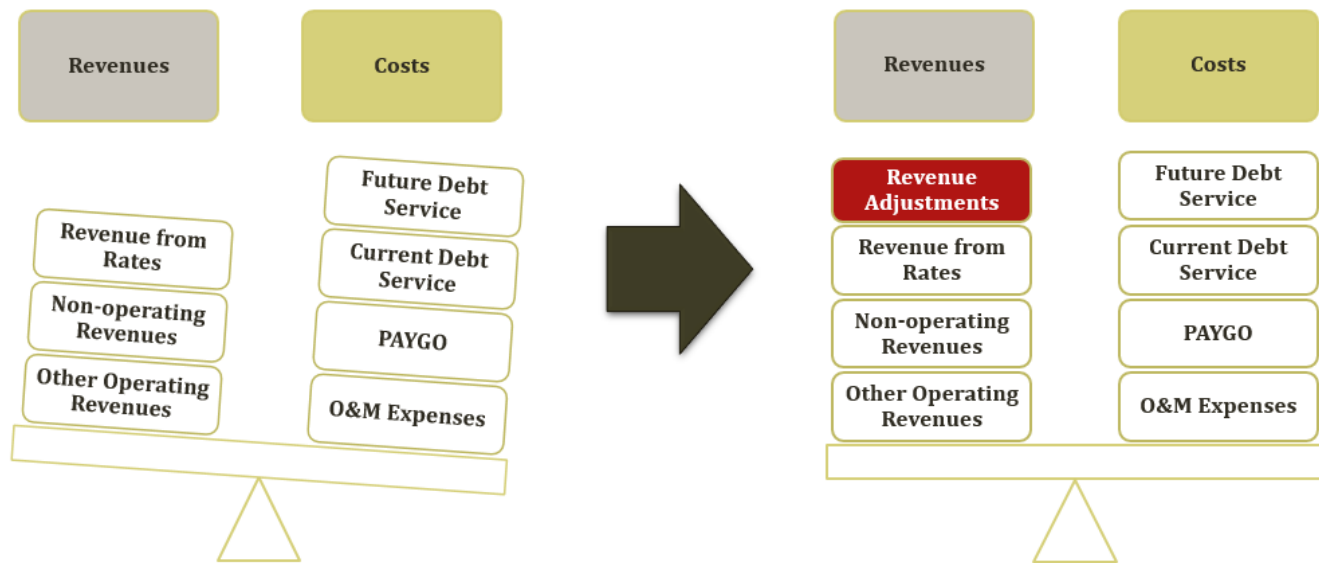 Revenues
Costs
Future Debt
Service
Revenue from
Rates
Current Debt
Service
Non-operating
Revenues
PAYGO
Other Operating
Revenues
O&M Expenses
Revenues
Costs
Revenue
Adjustments
Future Debt
Service
Revenue from
Rates
Current Debt
Service
Non-operating
Revenues
PAYGO
Other Operating
Revenues
O&M Expenses